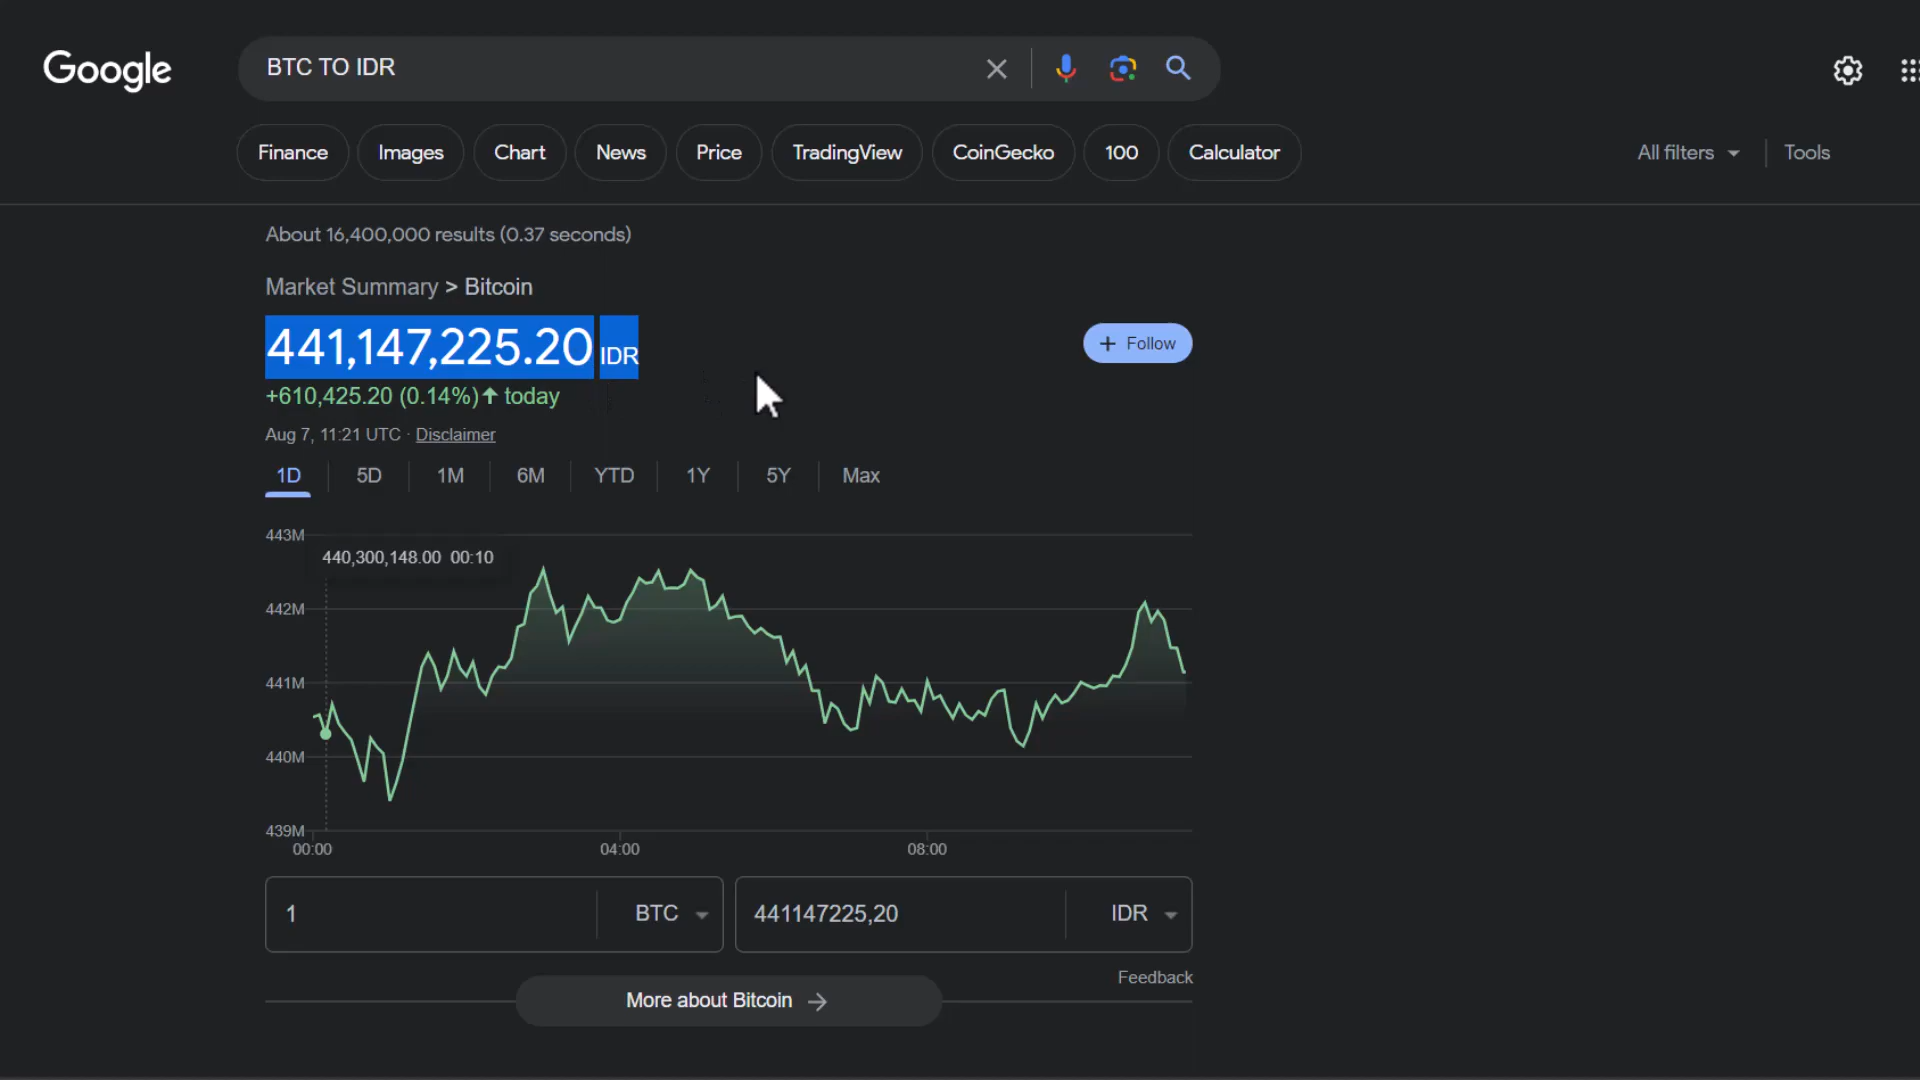 Google
BTC TO IDR
Finance
Images
Chart
News
Price
TradingView
CoinGecko
100
Calculator
All filters
Tools
About 16,400,000 results (0.37 seconds)
Market Summary > Bitcoin
441,147,225.20 IDR
+ Follow
+610,425.20 (0.14%) ↑ today
Aug 7, 11:21 UTC · Disclaimer
1D
5D
1M
6M
YTD
1Y
5Y
Max
443M
440,300,148.00 00:10
442M
441M
440M
439M
00:00
04:00
08:00
1
BTC
441147225,20
IDR
Feedback
More about Bitcoin →